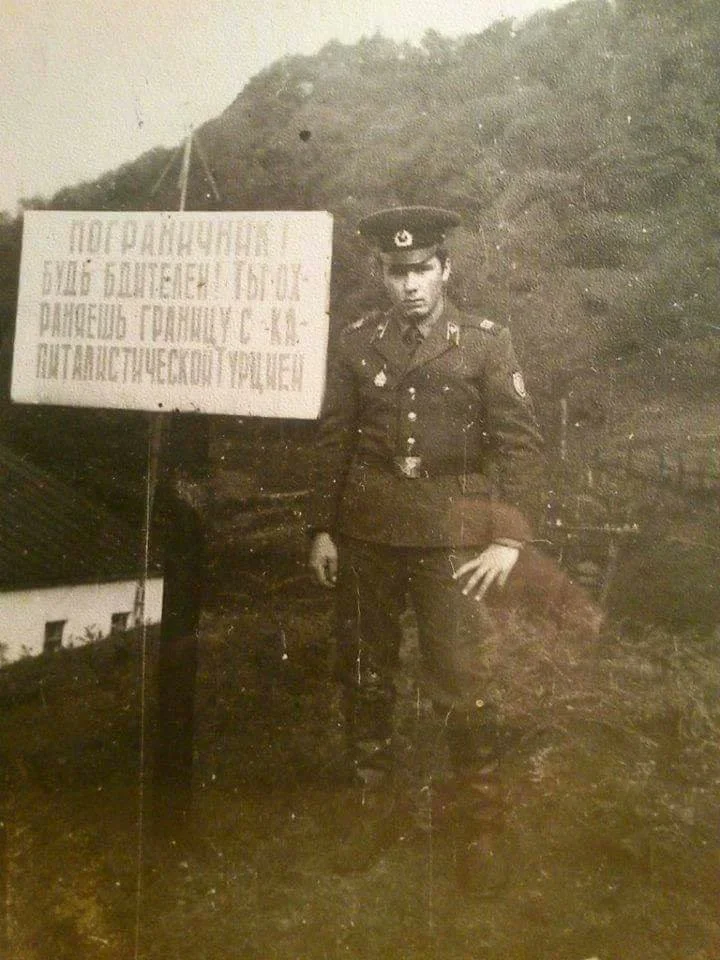 ПОГРАНИЧНИК!
БУДЬ БДИТЕЛЕН! ТЫ ОХ-
РАНЯЕШЬ ГРАНИЦУ С КА-
ПИТАЛИСТИЧЕСКОЙ ТУРЦИЕЙ